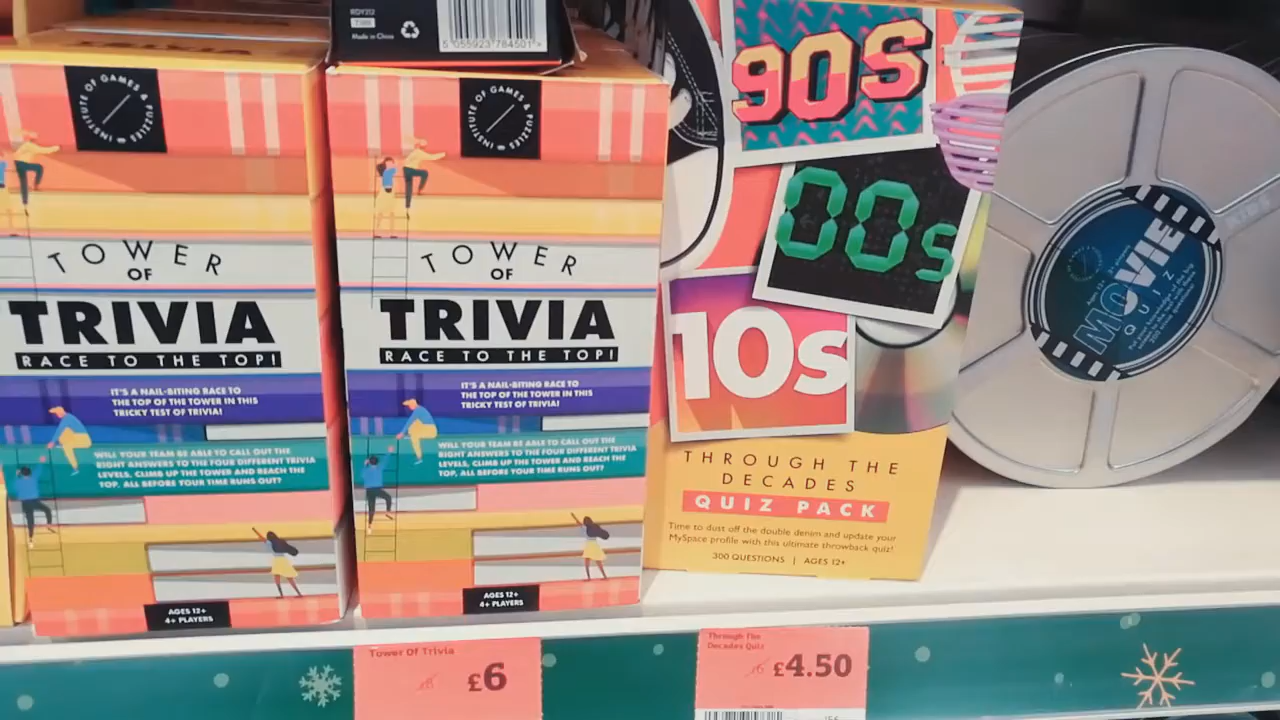 TRIVIA
INSTITUTE OF GAMES & PUZZLES
TOWER
OF
TRIVIA
RACE TO THE TOP!
IT'S A NAIL-BITING RACE TO
THE TOP OF THE TOWER IN THIS
TRICKY TEST OF TRIVIA!
WILL YOUR TEAM BE ABLE TO CALL OUT THE
RIGHT ANSWERS TO THE FOUR DIFFERENT TRIVIA
LEVELS, CLIMB UP THE TOWER AND REACH THE
TOP, ALL BEFORE YOUR TIME RUNS OUT?
AGES 12+
4+ PLAYERS
Made in China
5 055923 784501 >
INSTITUTE OF GAMES & PUZZLES
TOWER
OF
TRIVIA
RACE TO THE TOP!
IT'S A NAIL-BITING RACE TO
THE TOP OF THE TOWER IN THIS
TRICKY TEST OF TRIVIA!
WILL YOUR TEAM BE ABLE TO CALL OUT THE
RIGHT ANSWERS TO THE FOUR DIFFERENT TRIVIA
LEVELS, CLIMB UP THE TOWER AND REACH THE
TOP, ALL BEFORE YOUR TIME RUNS OUT?
AGES 12+
4+ PLAYERS
90s
00s
10s
THROUGH THE
DECADES
QUIZ PACK
Time to dust off the double denim and update your
MySpace profile with this ultimate throwback quiz!
300 QUESTIONS | AGES 12+
Ages 12+
MOVIE
QUIZ
Tower Of Trivia
£8 £6
Through The
Decades Quiz
£6 £4.50